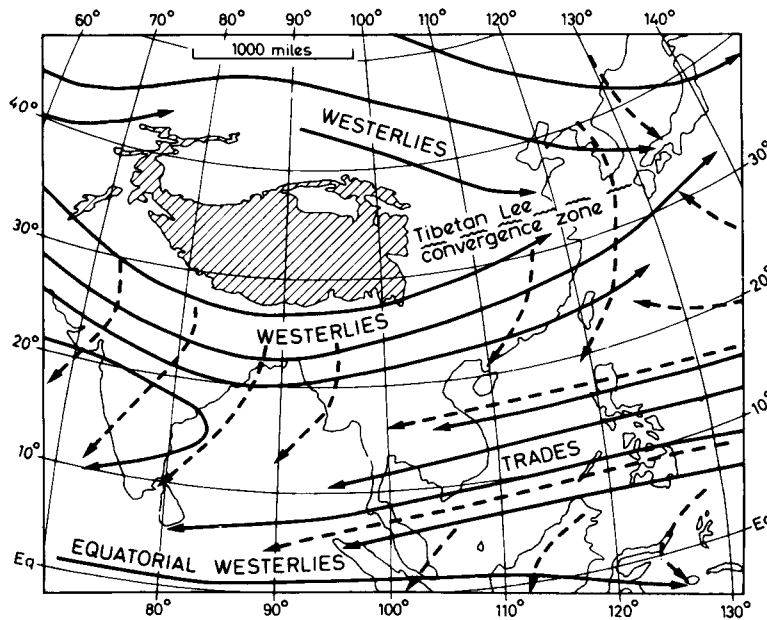 60° 70° 80° 90° 100° 110° 120° 130° 140°
1000 miles
40°
WESTERLIES
30°
30°
Tibetan Lee
convergence zone
20°
WESTERLIES
20°
10°
10°
TRADES
Eq
EQUATORIAL WESTERLIES
Eq
80° 90° 100° 110° 120° 130°